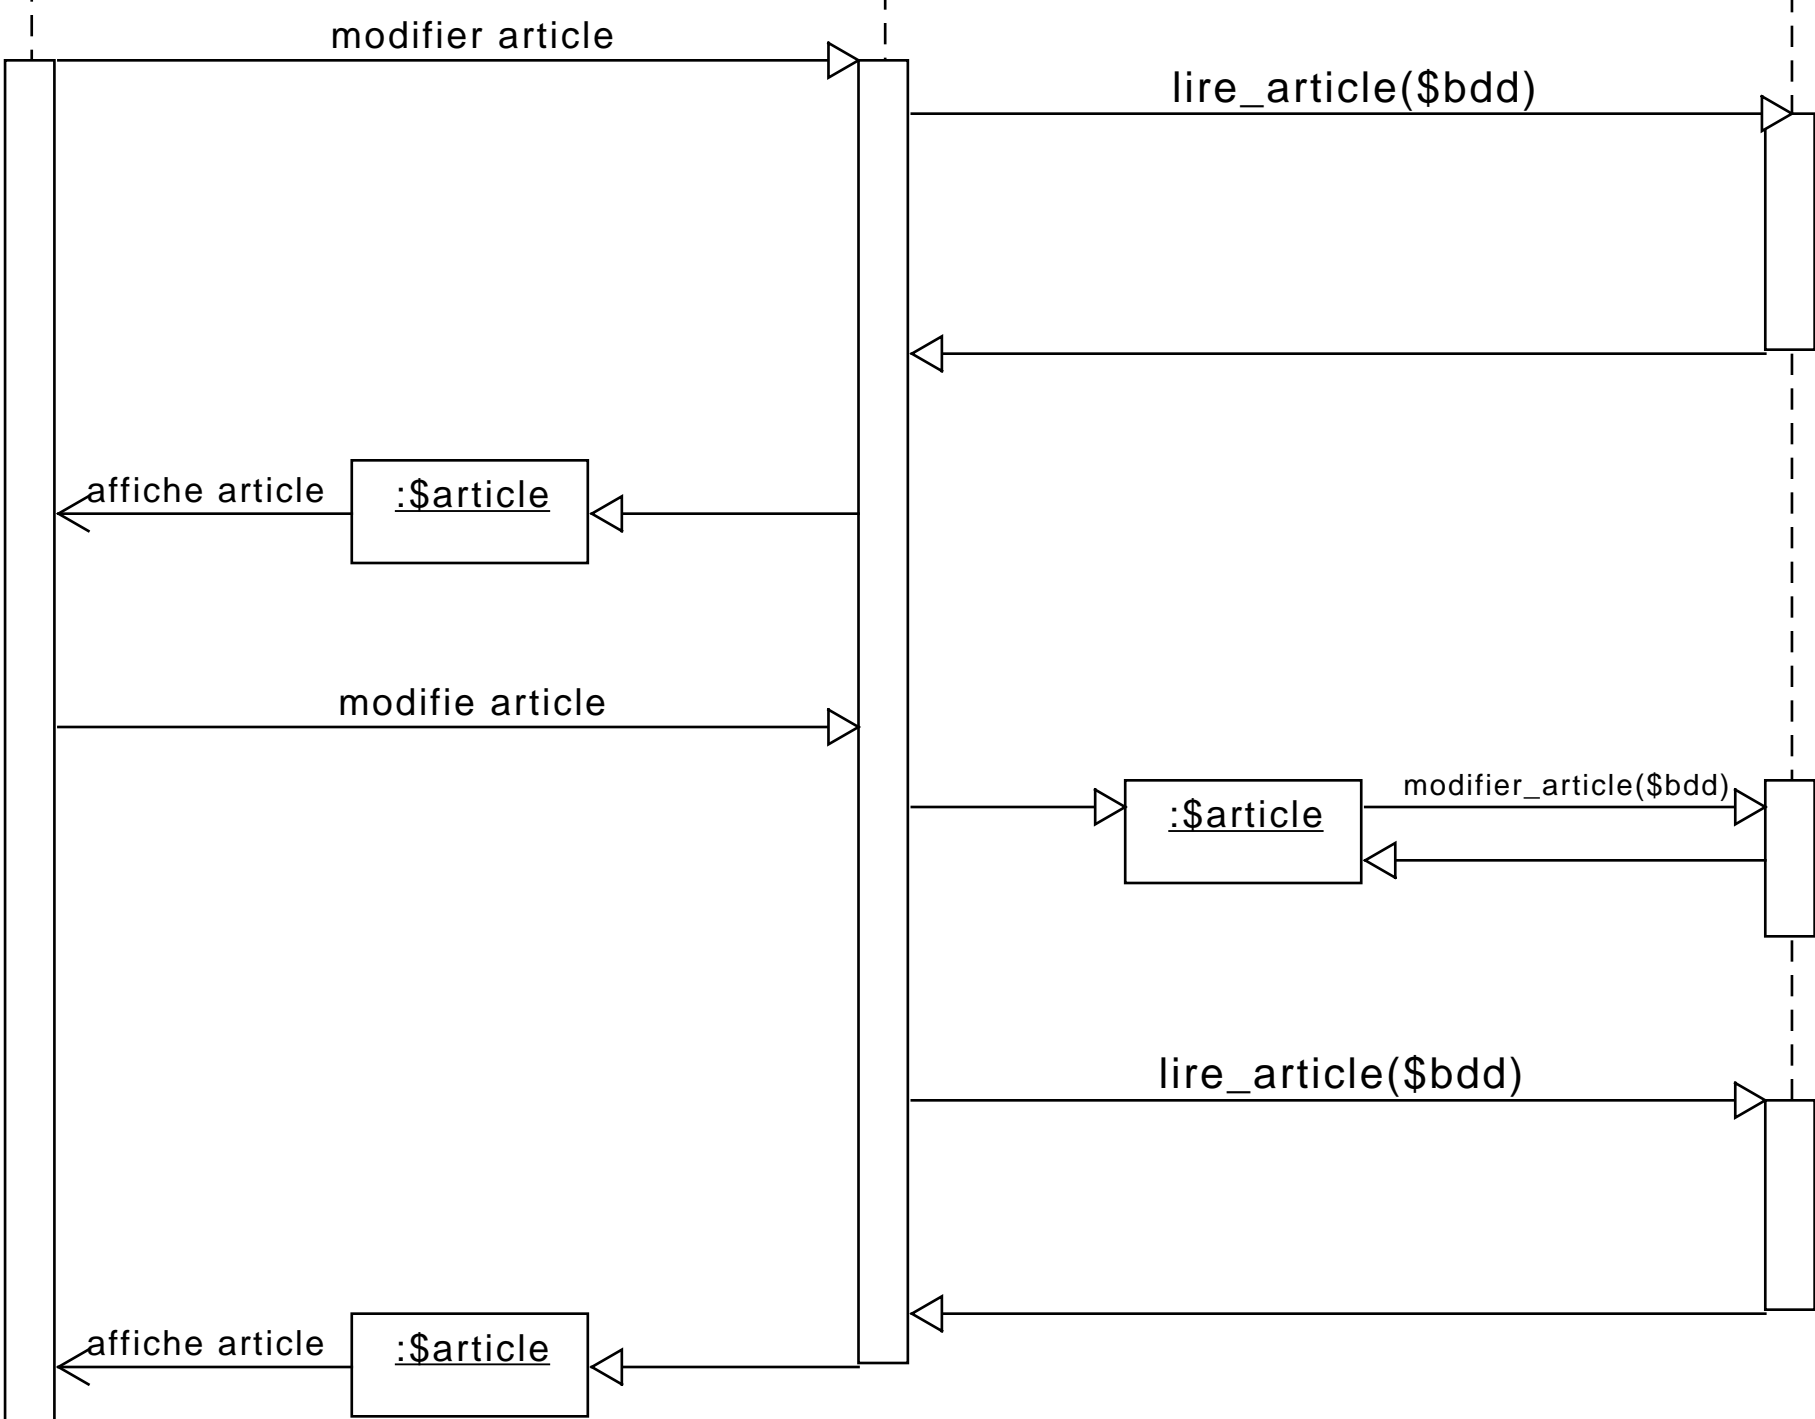 modifier article
lire_article($bdd)
affiche article
:$article
modifie article
:$article
modifier_article($bdd)
lire_article($bdd)
affiche article
:$article